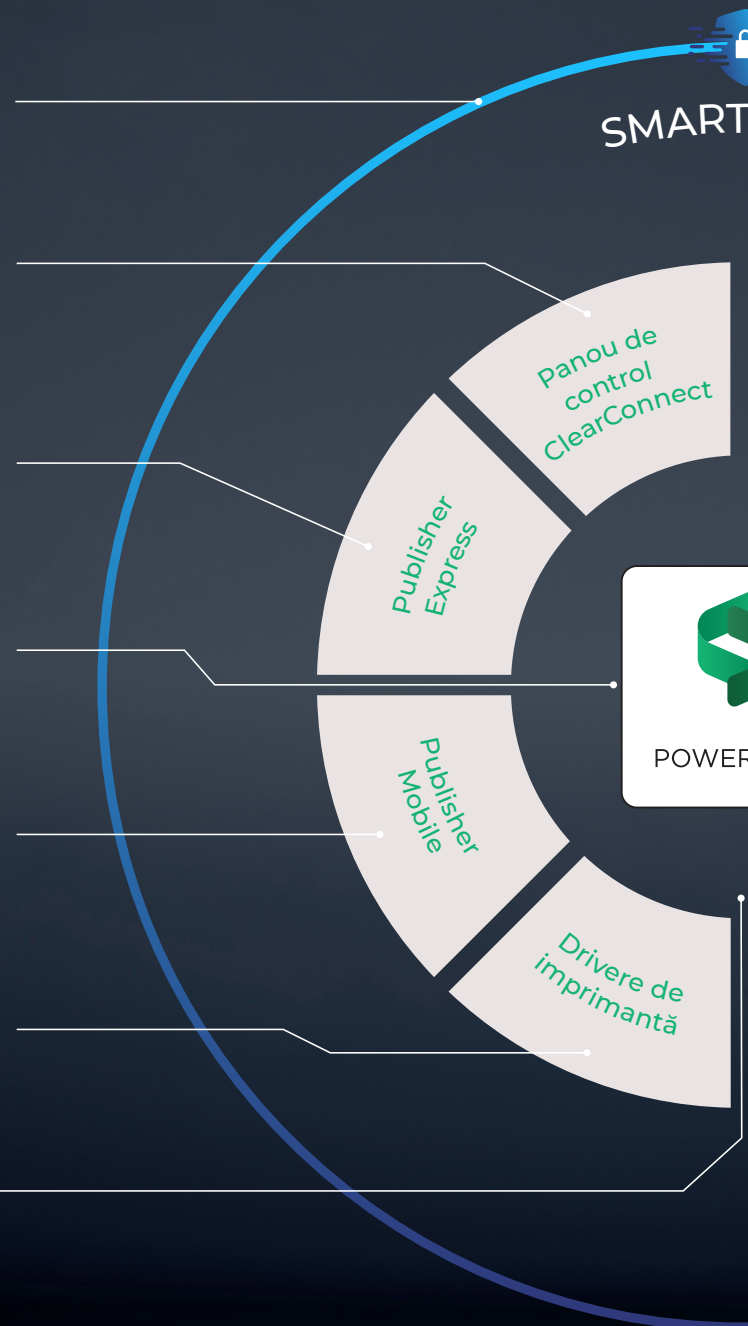 SMART
Panou de
control
ClearConnect
Publisher
Express
POWER
Publisher
Mobile
Drivere de
imprimantă